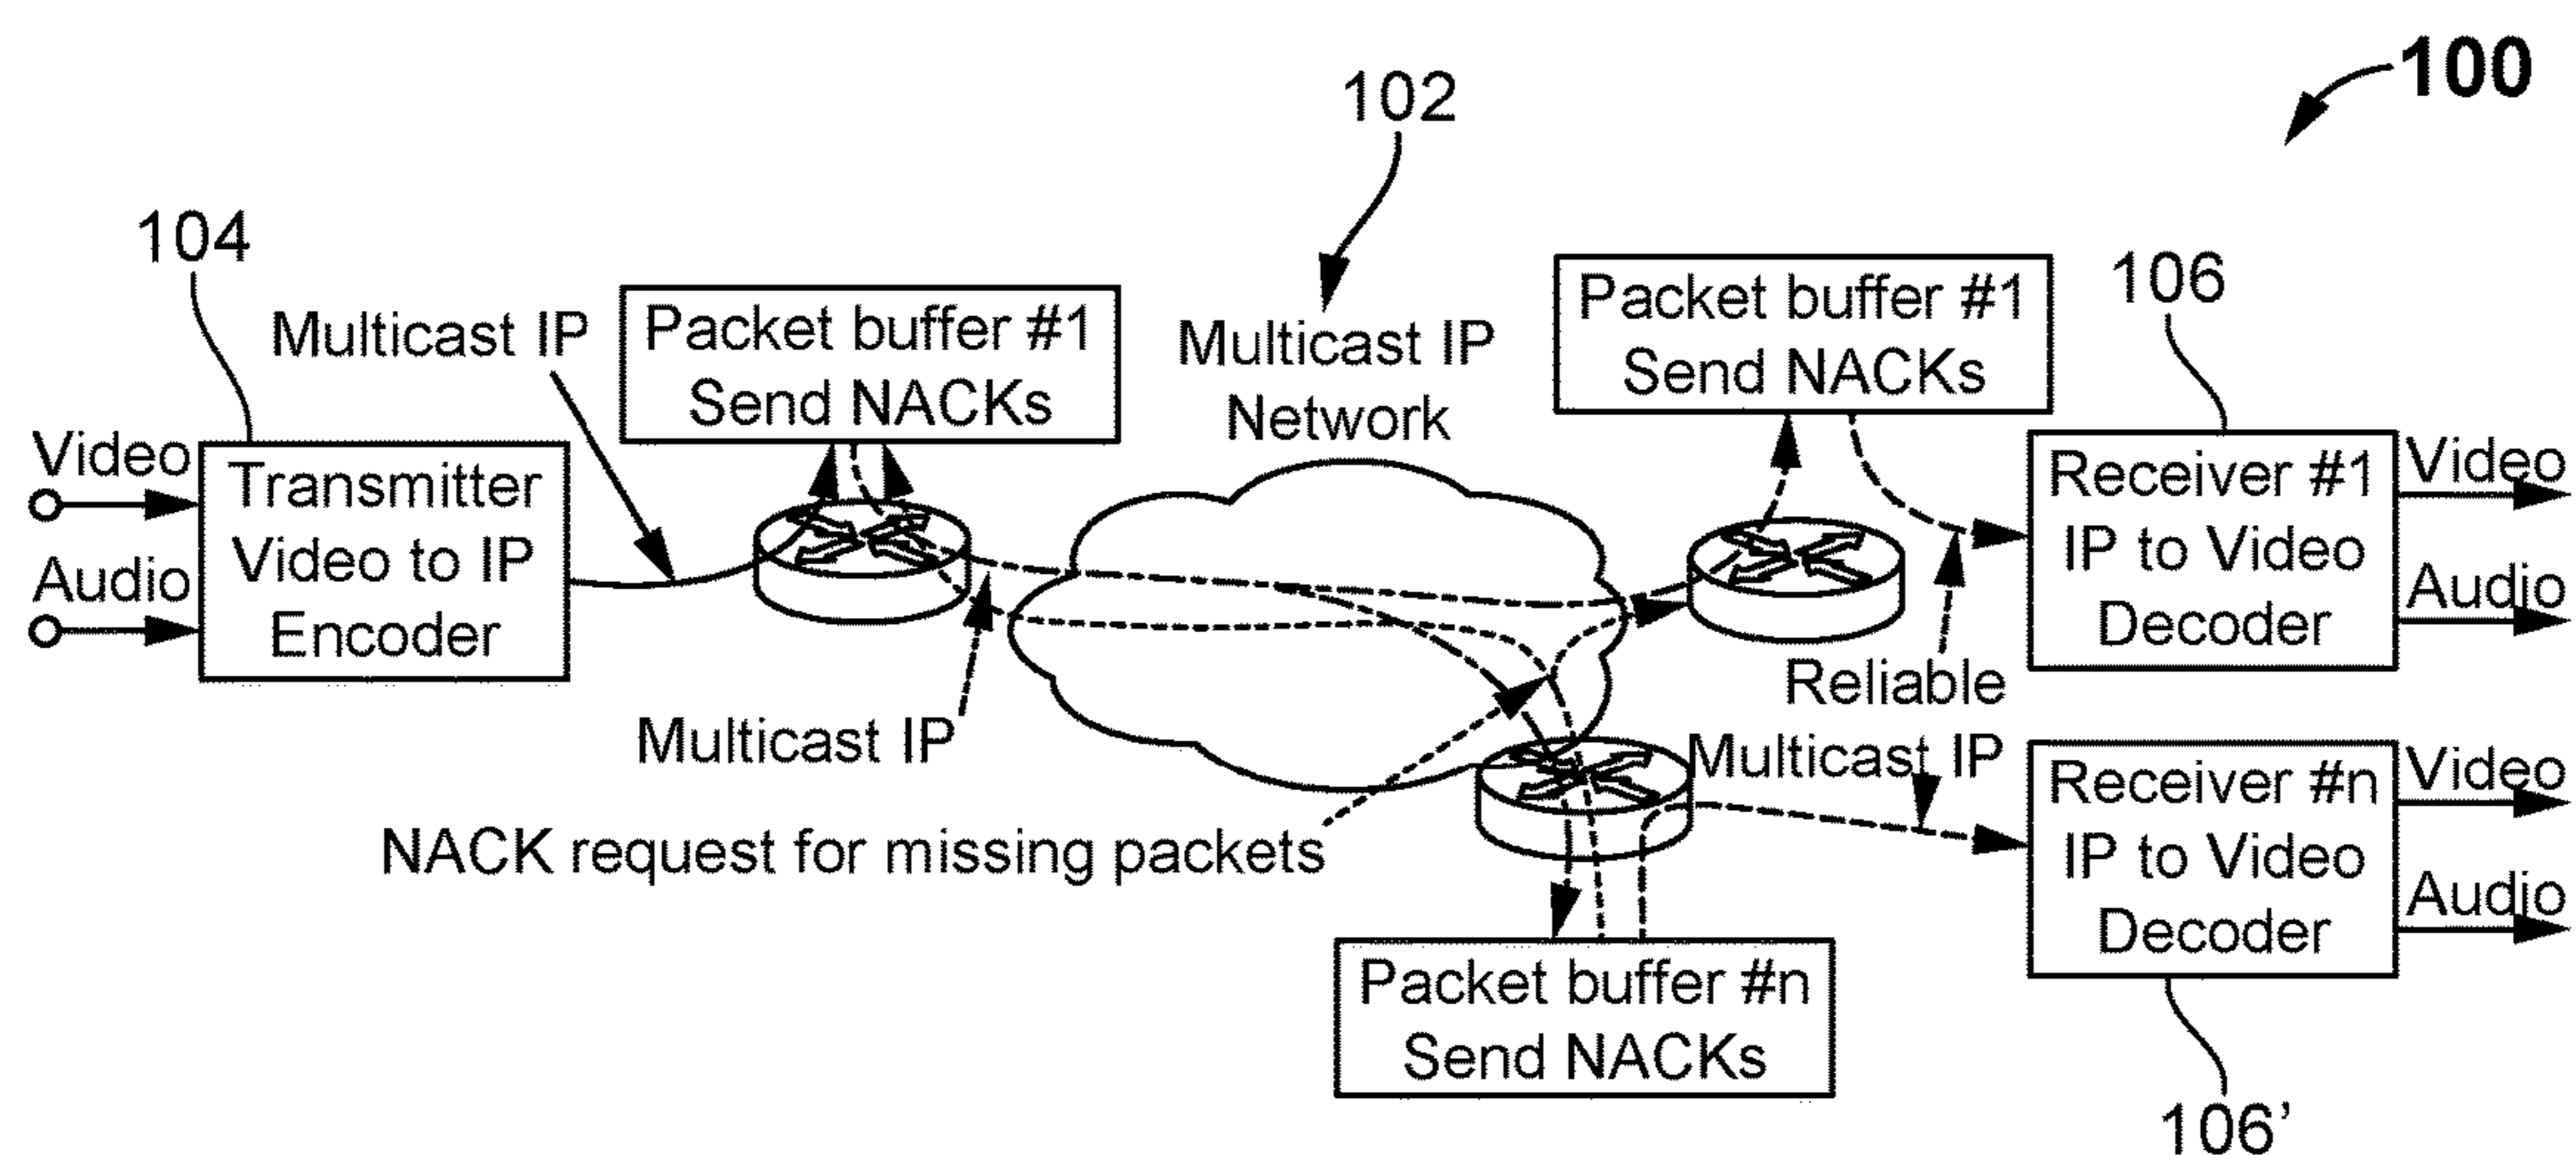 100
102
104
Multicast IP
Packet buffer #1
Send NACKs
Multicast IP
Network
Packet buffer #1
Send NACKs
106
Video
Audio
Transmitter
Video to IP
Encoder
Receiver #1
IP to Video
Decoder
Video
Audio
Multicast IP
Reliable
Multicast IP
NACK request for missing packets
Receiver #n
IP to Video
Decoder
Video
Audio
Packet buffer #n
Send NACKs
106’